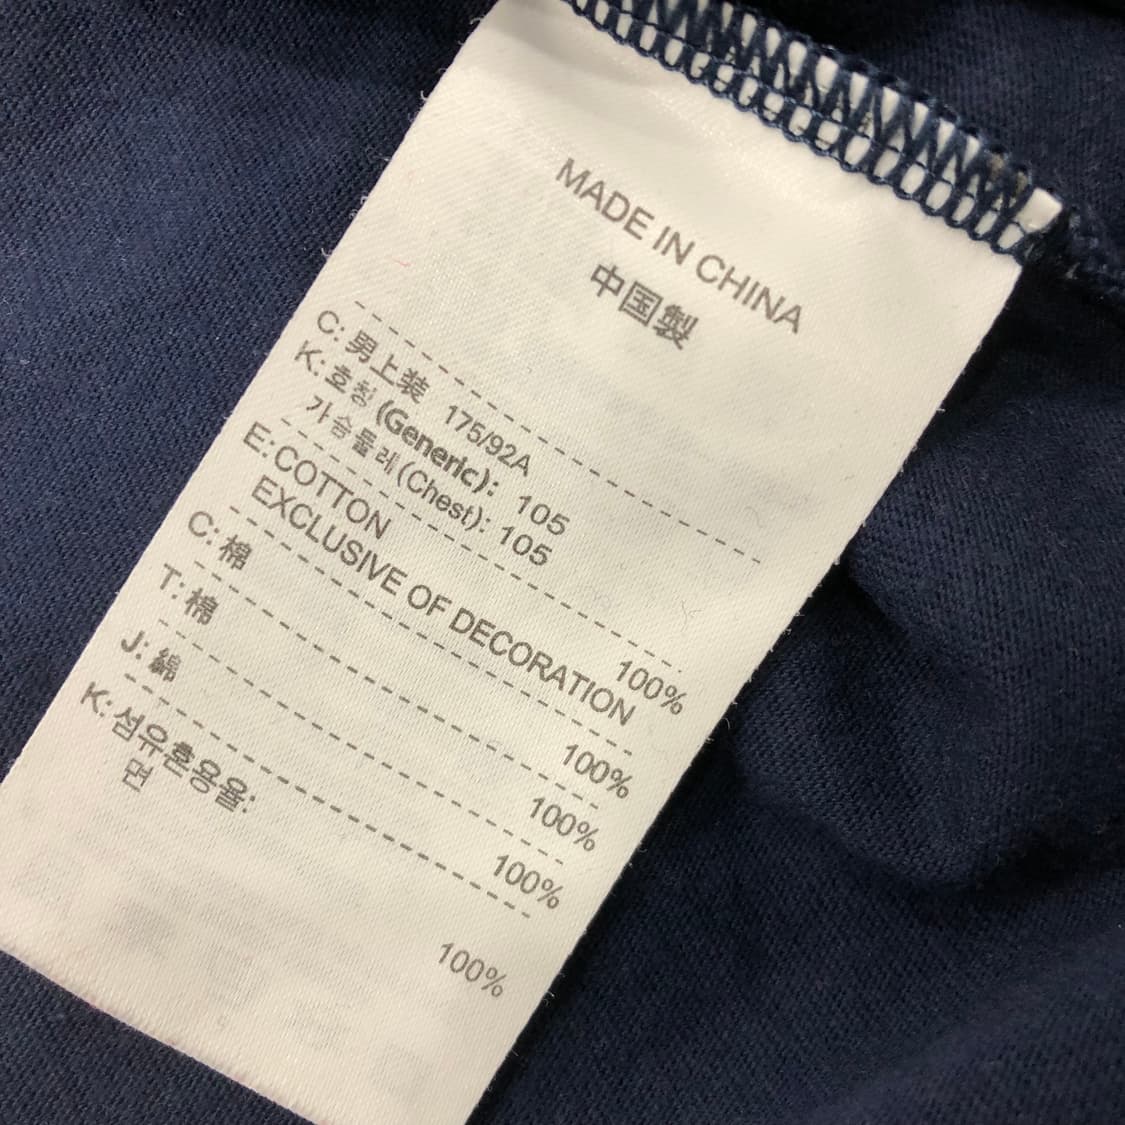 MADE IN CHINA
中国製
C: 男上装 175/92A
K: 호칭 (Generic): 105
가슴둘레 (Chest): 105
E: COTTON 100%
EXCLUSIVE OF DECORATION
C: 棉 100%
T: 棉 100%
J: 綿 100%
K: 섬유혼용율:
면 100%